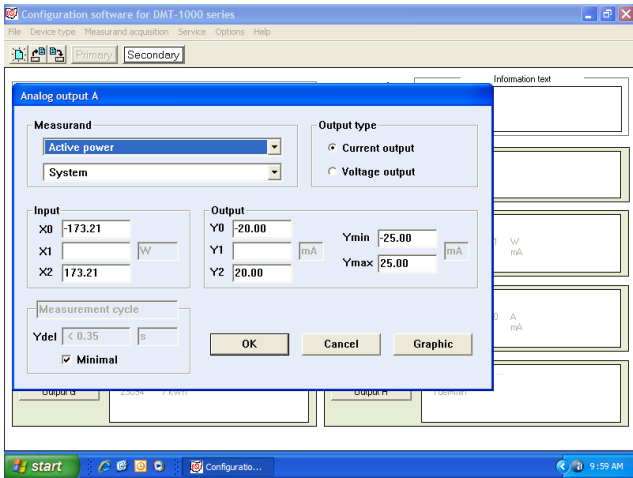 Configuration software for DMT-1000 series
File Device type Measurand acquisition Service Options Help
Primary Secondary
Information text
Analog output A
Measurand
Active power
System
Output type
Current output
Voltage output
Input
X0 -173.21
X1 W
X2 173.21
Output
Y0 -20.00
Y1 mA
Y2 20.00
Ymin -25.00
Ymax 25.00
mA
W
mA
Measurement cycle
Ydel < 0.35 s
Minimal
OK Cancel Graphic
A
mA
Output G
Output H
start
Configuratio...
9:59 AM